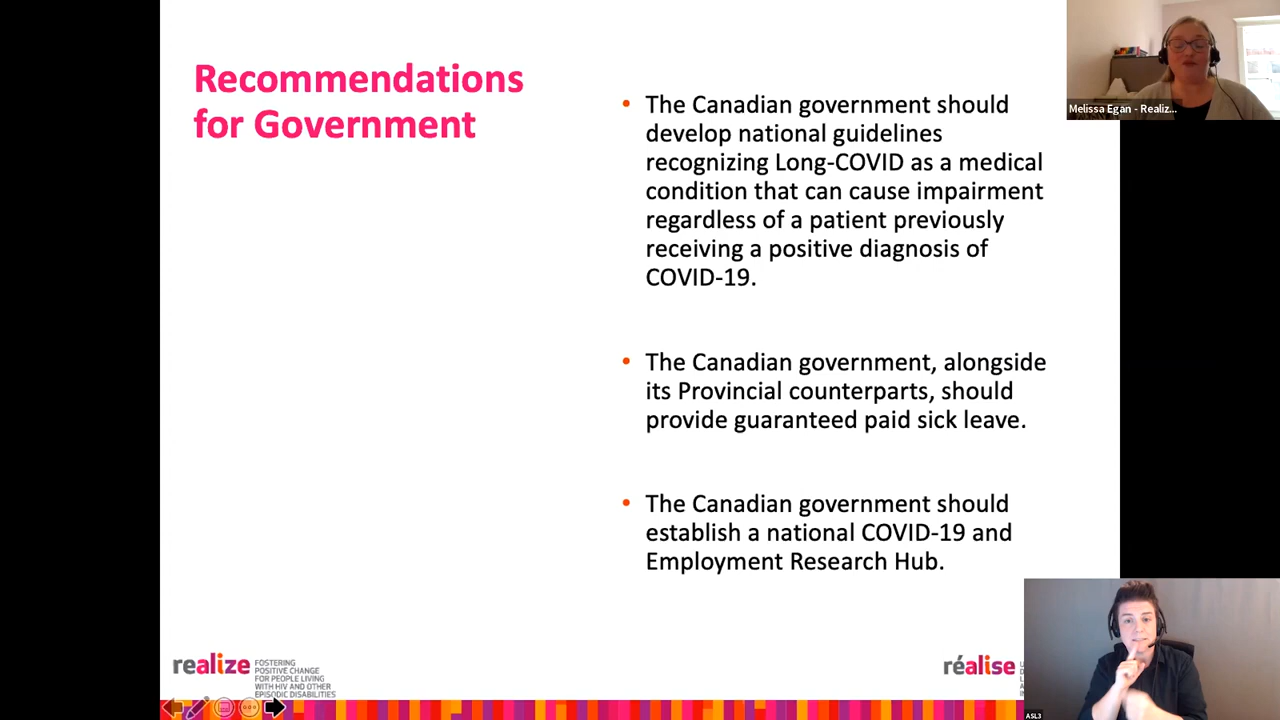 Recommendations
for Government
• The Canadian government should
develop national guidelines
recognizing Long-COVID as a medical
condition that can cause impairment
regardless of a patient previously
receiving a positive diagnosis of
COVID-19.
• The Canadian government, alongside
its Provincial counterparts, should
provide guaranteed paid sick leave.
• The Canadian government should
establish a national COVID-19 and
Employment Research Hub.
Melissa Egan - Realiz...
realize
FOSTERING
POSITIVE CHANGE
FOR PEOPLE LIVING
WITH HIV AND OTHER
EPISODIC DISABILITIES
réalise
ASL3